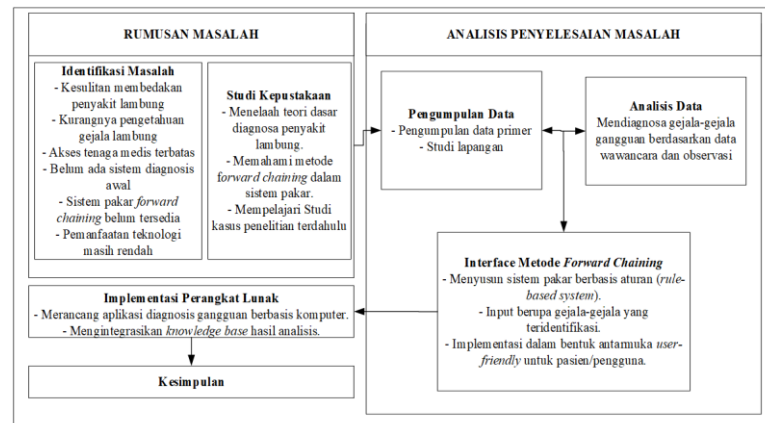 RUMUSAN MASALAH
Identifikasi Masalah
- Kesulitan membedakan
penyakit lambung
- Kurangnya pengetahuan
gejala lambung
- Akses tenaga medis terbatas
- Belum ada sistem diagnosis
awal
- Sistem pakar forward
chaining belum tersedia
- Pemanfaatan teknologi
masih rendah
Studi Kepustakaan
- Menelaah teori dasar
diagnosa penyakit
lambung.
- Memahami metode
forward chaining dalam
sistem pakar.
- Mempelajari Studi
kasus penelitian terdahulu
ANALISIS PENYELESAIAN MASALAH
Pengumpulan Data
- Pengumpulan data primer
- Studi lapangan
Analisis Data
Mendiagnosa gejala-gejala
gangguan berdasarkan data
wawancara dan observasi
Interface Metode Forward Chaining
- Menyusun sistem pakar berbasis aturan (rule-
based system).
- Input berupa gejala-gejala yang
teridentifikasi.
- Implementasi dalam bentuk antarmuka user-
friendly untuk pasien/pengguna.
Implementasi Perangkat Lunak
- Merancang aplikasi diagnosis gangguan berbasis komputer.
- Mengintegrasikan knowledge base hasil analisis.
Kesimpulan